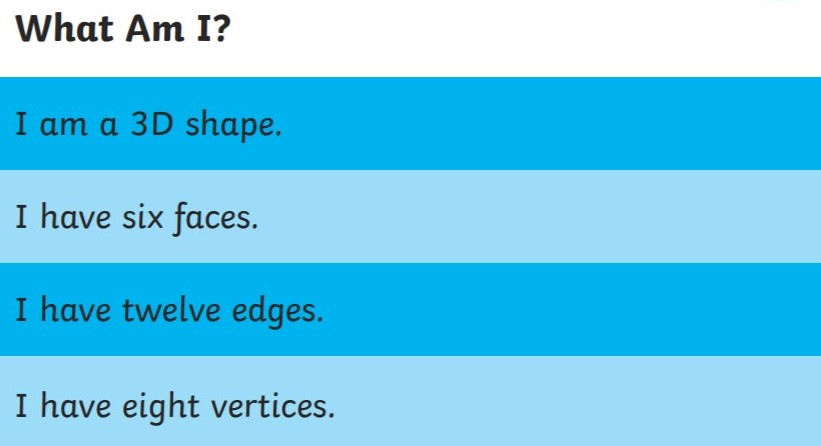 What Am I?
I am a 3D shape.
I have six faces.
I have twelve edges.
I have eight vertices.